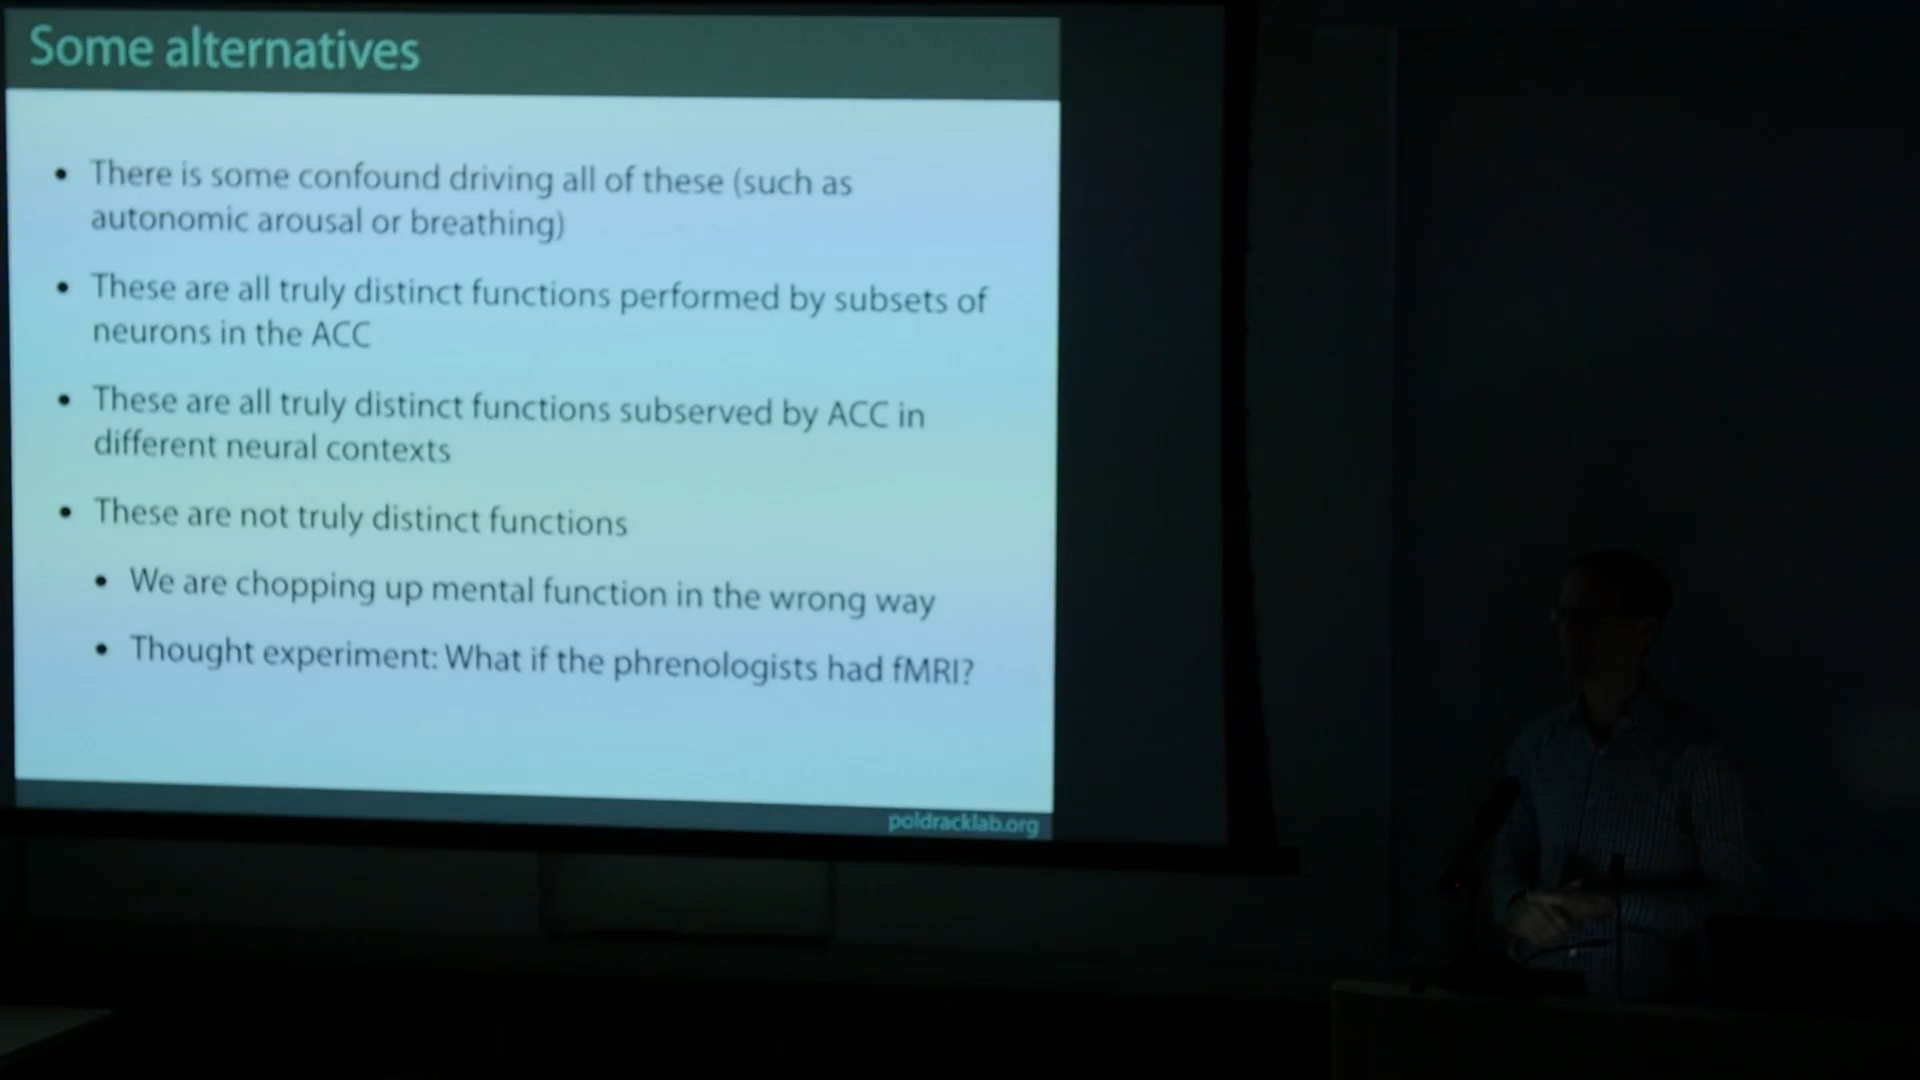 Some alternatives
• There is some confound driving all of these (such as
autonomic arousal or breathing)
• These are all truly distinct functions performed by subsets of
neurons in the ACC
• These are all truly distinct functions subserved by ACC in
different neural contexts
• These are not truly distinct functions
• We are chopping up mental function in the wrong way
• Thought experiment: What if the phrenologists had fMRI?
poldracklab.org